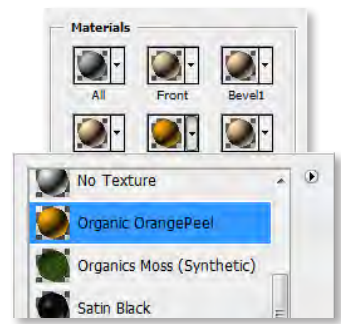 Materials
All Front Bevel1
No Texture
Organic OrangePeel
Organics Moss (Synthetic)
Satin Black